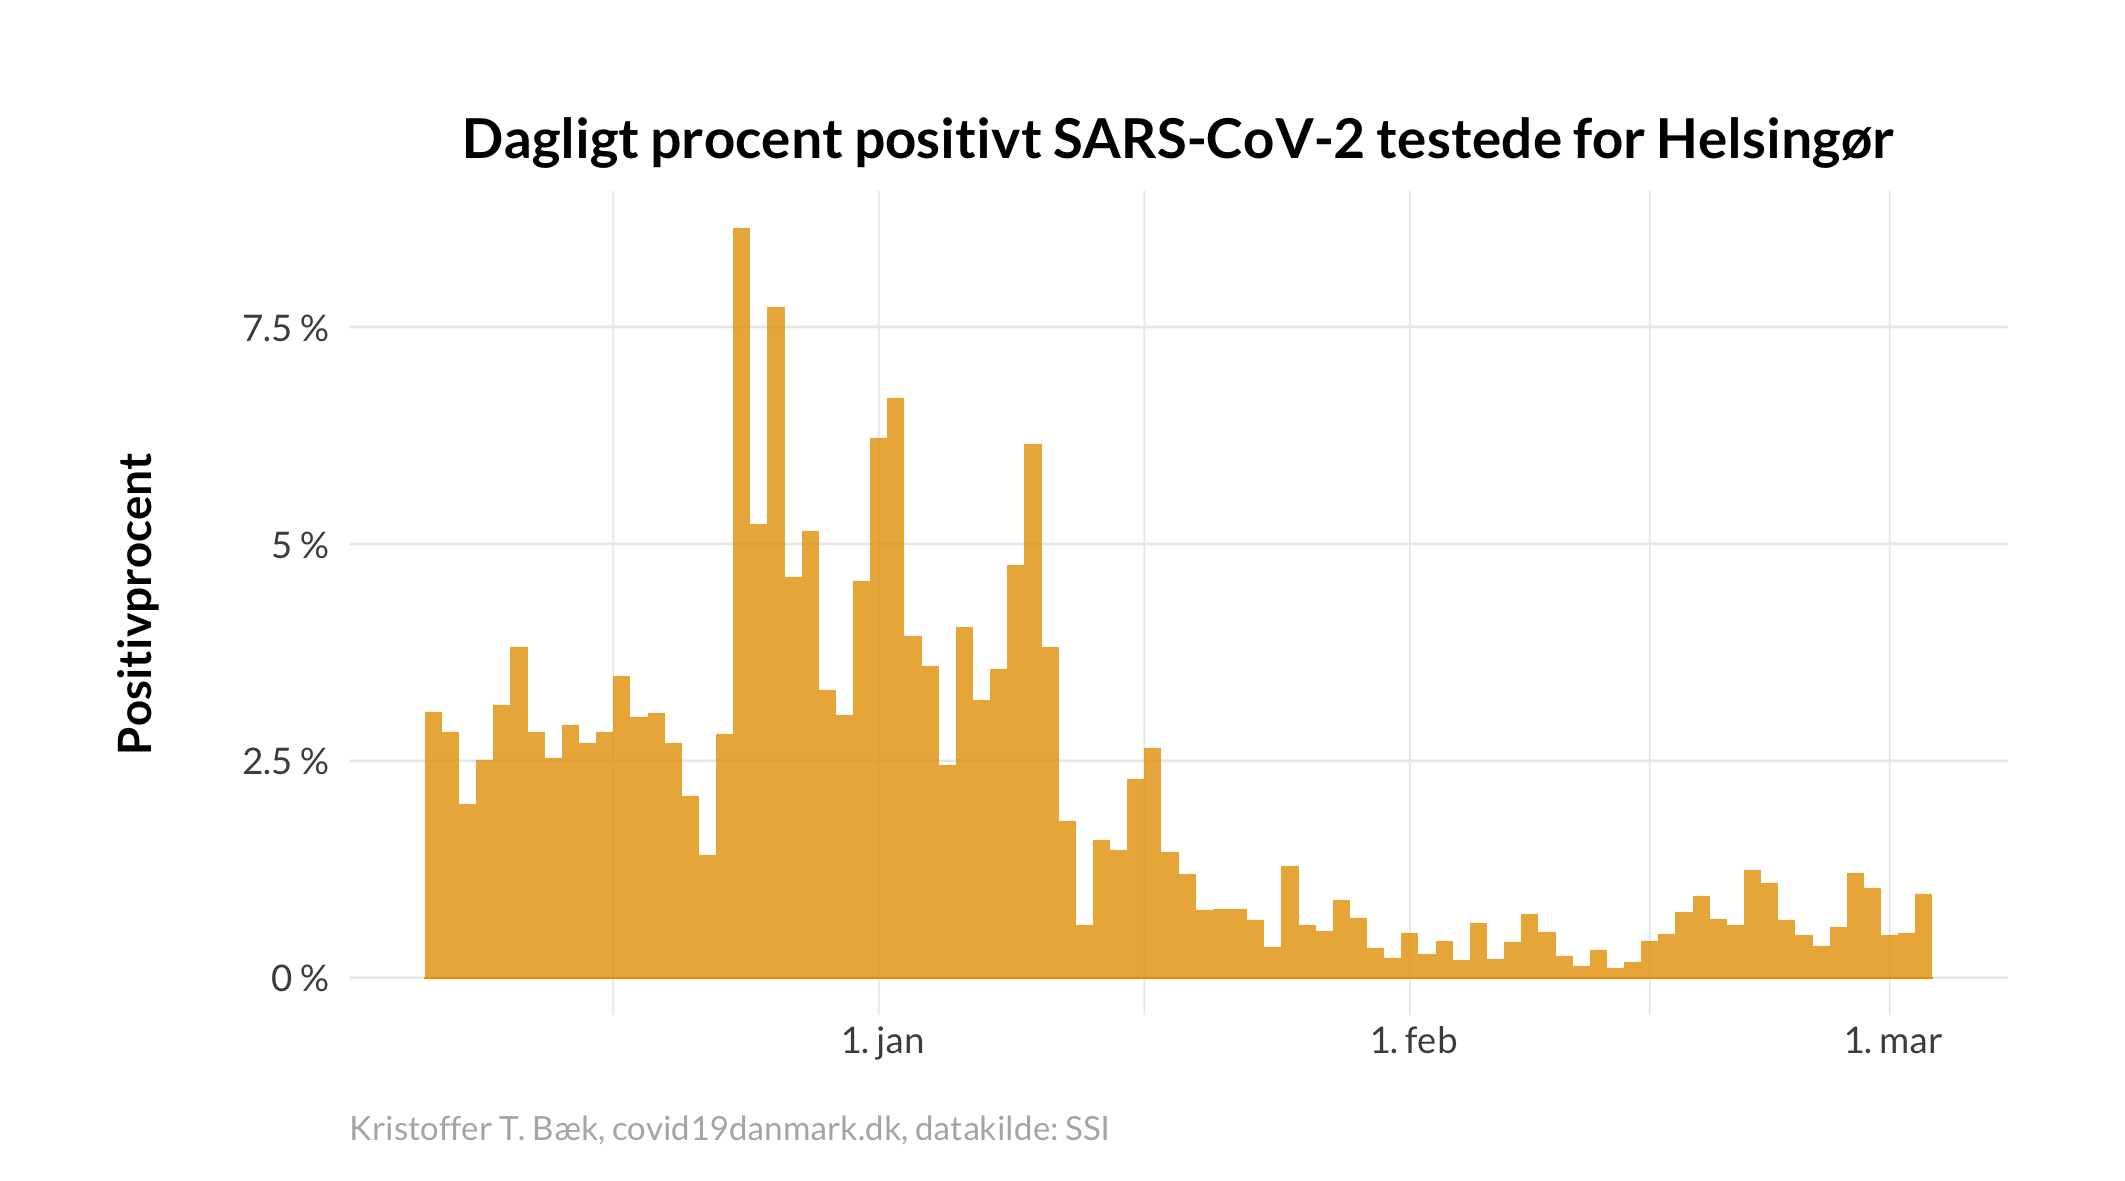 Dagligt procent positivt SARS-CoV-2 testede for Helsingør
Positivprocent
7.5 %
5 %
2.5 %
0 %
1. jan
1. feb
1. mar
Kristoffer T. Bæk, covid19danmark.dk, datakilde: SSI